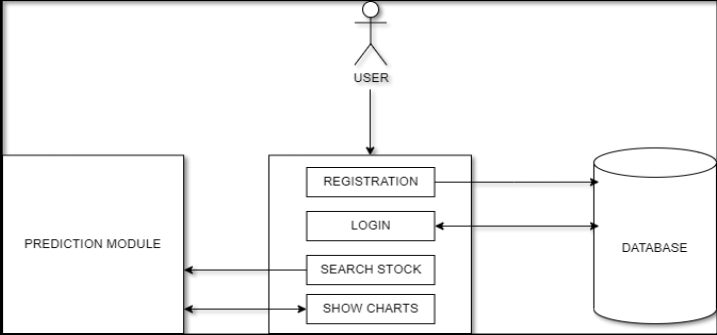 USER
REGISTRATION
LOGIN
PREDICTION MODULE
DATABASE
SEARCH STOCK
SHOW CHARTS